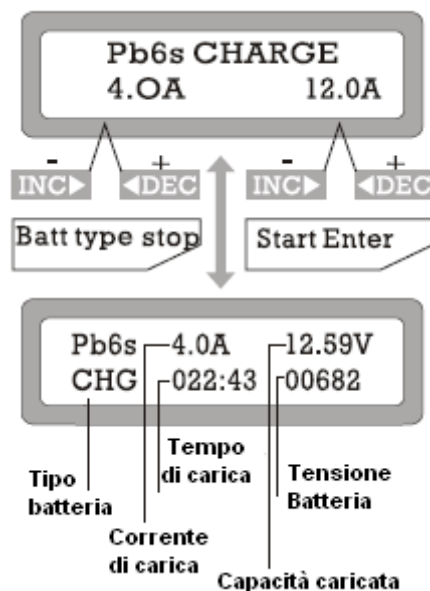 Pb6s CHARGE
4.OA 12.0A
- + - +
INC▶ ◀DEC INC▶ ◀DEC
Batt type stop Start Enter
Pb6s 4.0A 12.59V
CHG 022:43 00682
Tipo batteria
Tempo di carica
Tensione Batteria
Corrente di carica
Capacità caricata